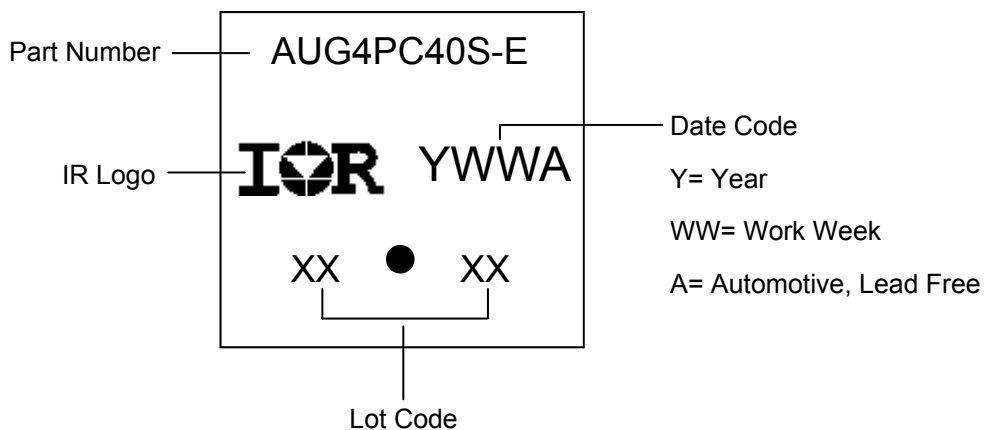 Part Number
AUG4PC40S-E
IR Logo
IOR
YWWA
Date Code
Y= Year
WW= Work Week
A= Automotive, Lead Free
XX
XX
Lot Code